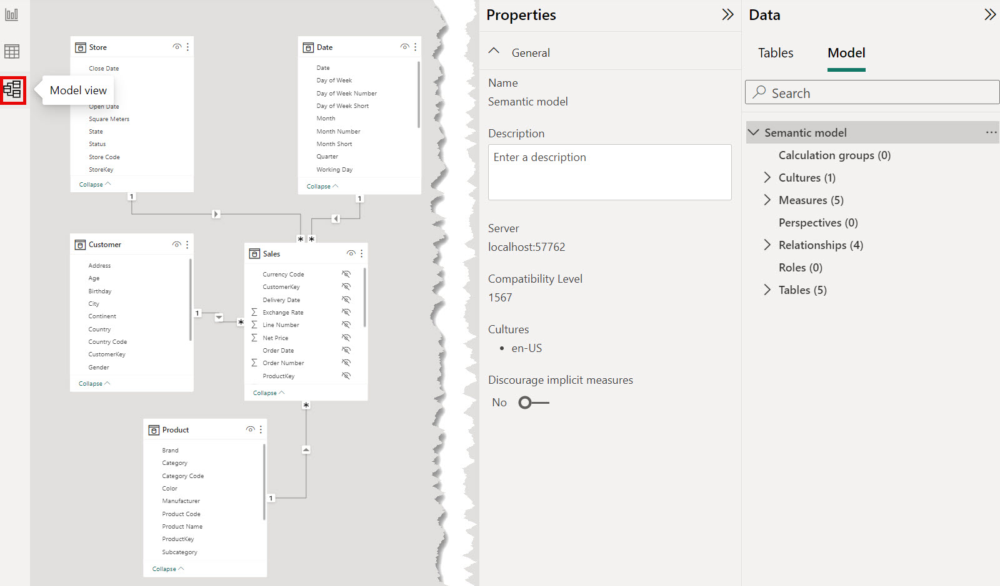 Model view
Store
Close Date
Open Date
Square Meters
State
Status
Store Code
StoreKey
Collapse
1
Date
Date
Day of Week
Day of Week Number
Day of Week Short
Month
Month Number
Month Short
Quarter
Working Day
Collapse
1
* *
Customer
Address
Age
Birthday
City
Continent
Country
Country Code
CustomerKey
Gender
Collapse
1
*
Sales
Currency Code
CustomerKey
Delivery Date
Σ Exchange Rate
Σ Line Number
Σ Net Price
Order Date
Σ Order Number
ProductKey
Collapse
*
Product
Brand
Category
Category Code
Color
Manufacturer
Product Code
Product Name
ProductKey
Subcategory
Collapse
1
Properties
General
Name
Semantic model
Description
Enter a description
Server
localhost:57762
Compatibility Level
1567
Cultures
• en-US
Discourage implicit measures
No
Data
Tables Model
Search
Semantic model
Calculation groups (0)
Cultures (1)
Measures (5)
Perspectives (0)
Relationships (4)
Roles (0)
Tables (5)